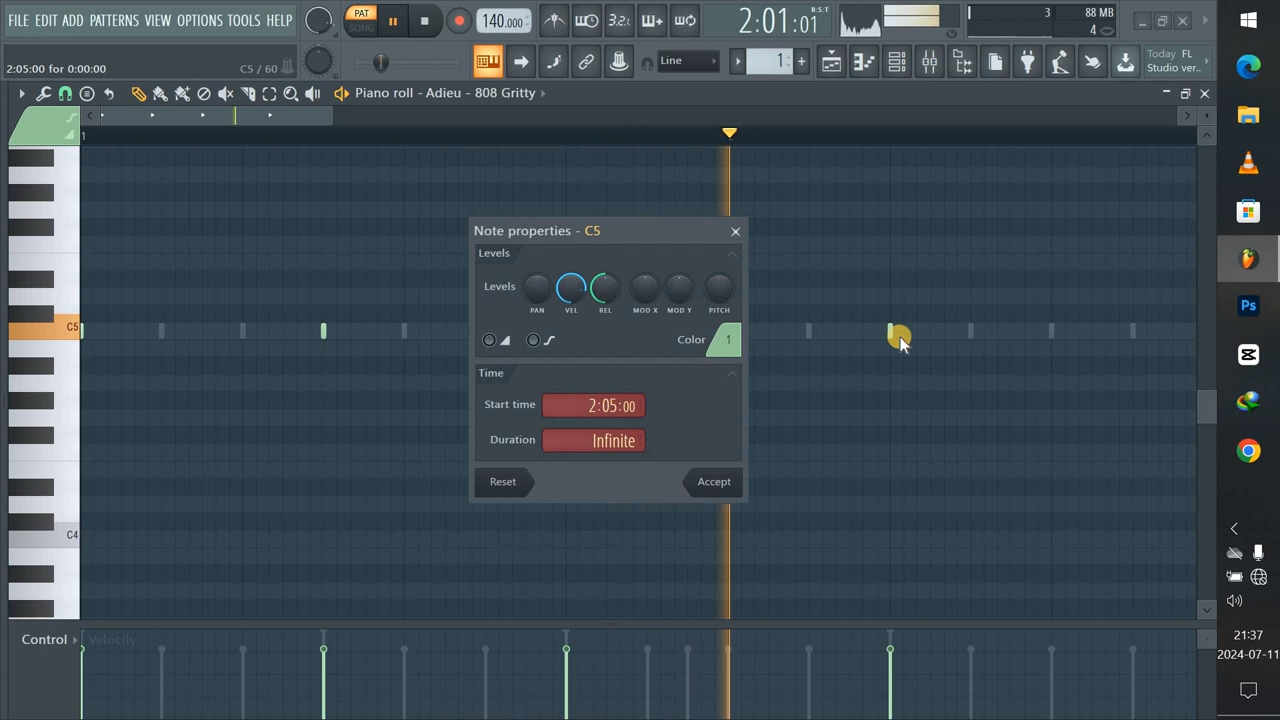 FILE EDIT ADD PATTERNS VIEW OPTIONS TOOLS HELP
PAT
SONG
140.000
3.2
2:01:01
B:S:T
3
88 MB
4
2:05:00 for 0:00:00
C5 / 60
Line
1
Today FL
Studio ver..
Piano roll - Adieu - 808 Gritty
1
Note properties - C5
Levels
Levels
PAN
VEL
REL
MOD X
MOD Y
PITCH
Color
1
Time
Start time
2:05:00
Duration
Infinite
Reset
Accept
C5
C4
Control
Velocity
Ps
21:37
2024-07-11